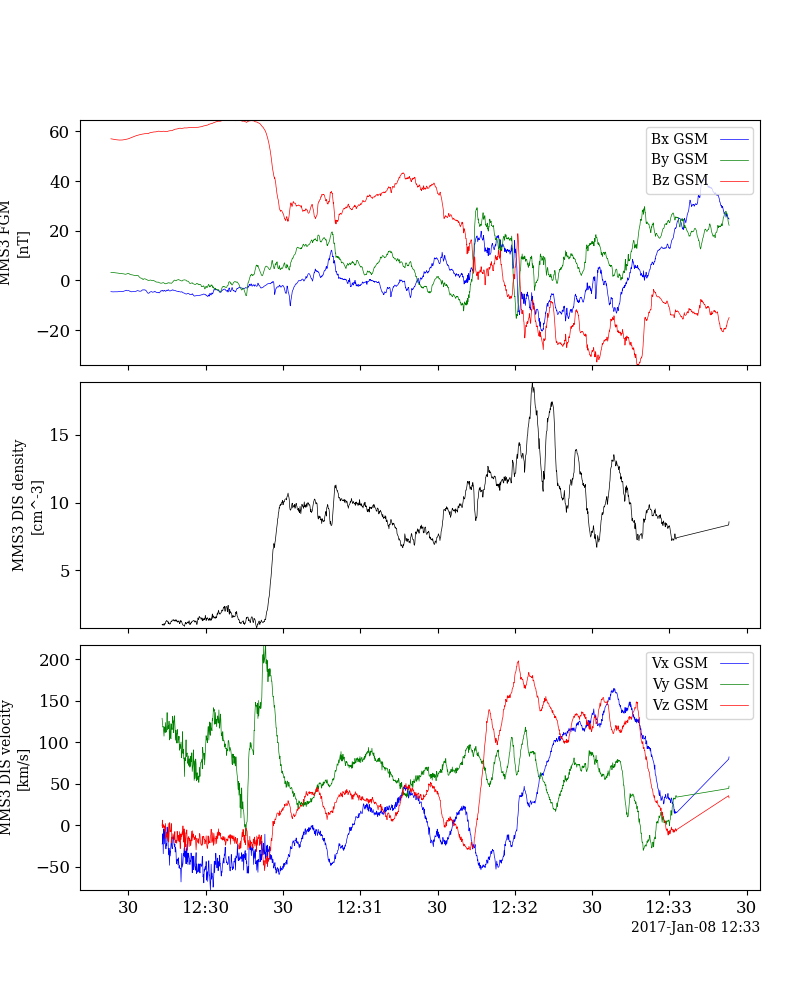 MMS3 FGM
[nT]
60
40
20
0
−20
Bx GSM
By GSM
Bz GSM
MMS3 DIS density
[cm^-3]
15
10
5
MMS3 DIS velocity
[km/s]
200
150
100
50
0
−50
Vx GSM
Vy GSM
Vz GSM
30 12:30 30 12:31 30 12:32 30 12:33 30
2017-Jan-08 12:33